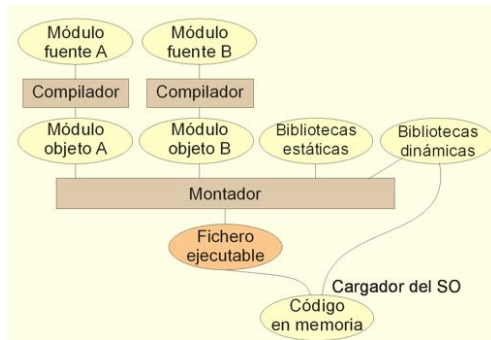 Módulo
fuente A
Módulo
fuente B
Compilador
Compilador
Módulo
objeto A
Módulo
objeto B
Bibliotecas
estáticas
Bibliotecas
dinámicas
Montador
Fichero
ejecutable
Cargador del SO
Código
en memoria